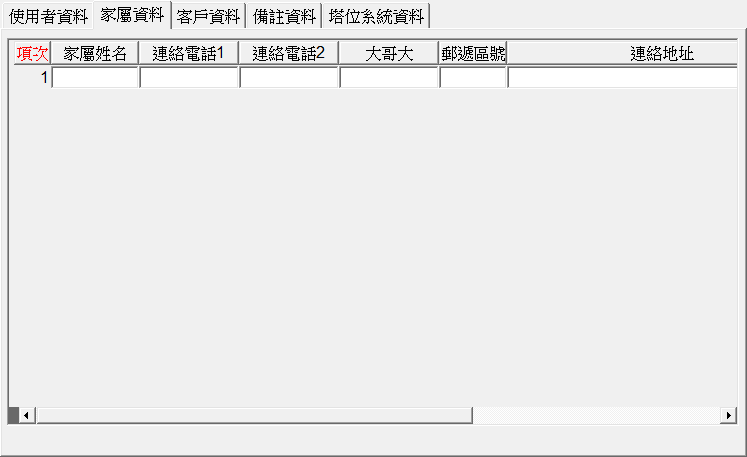 使用者資料 家屬資料 客戶資料 備註資料 塔位系統資料
項次 家屬姓名 連絡電話1 連絡電話2 大哥大 郵遞區號 連絡地址
1